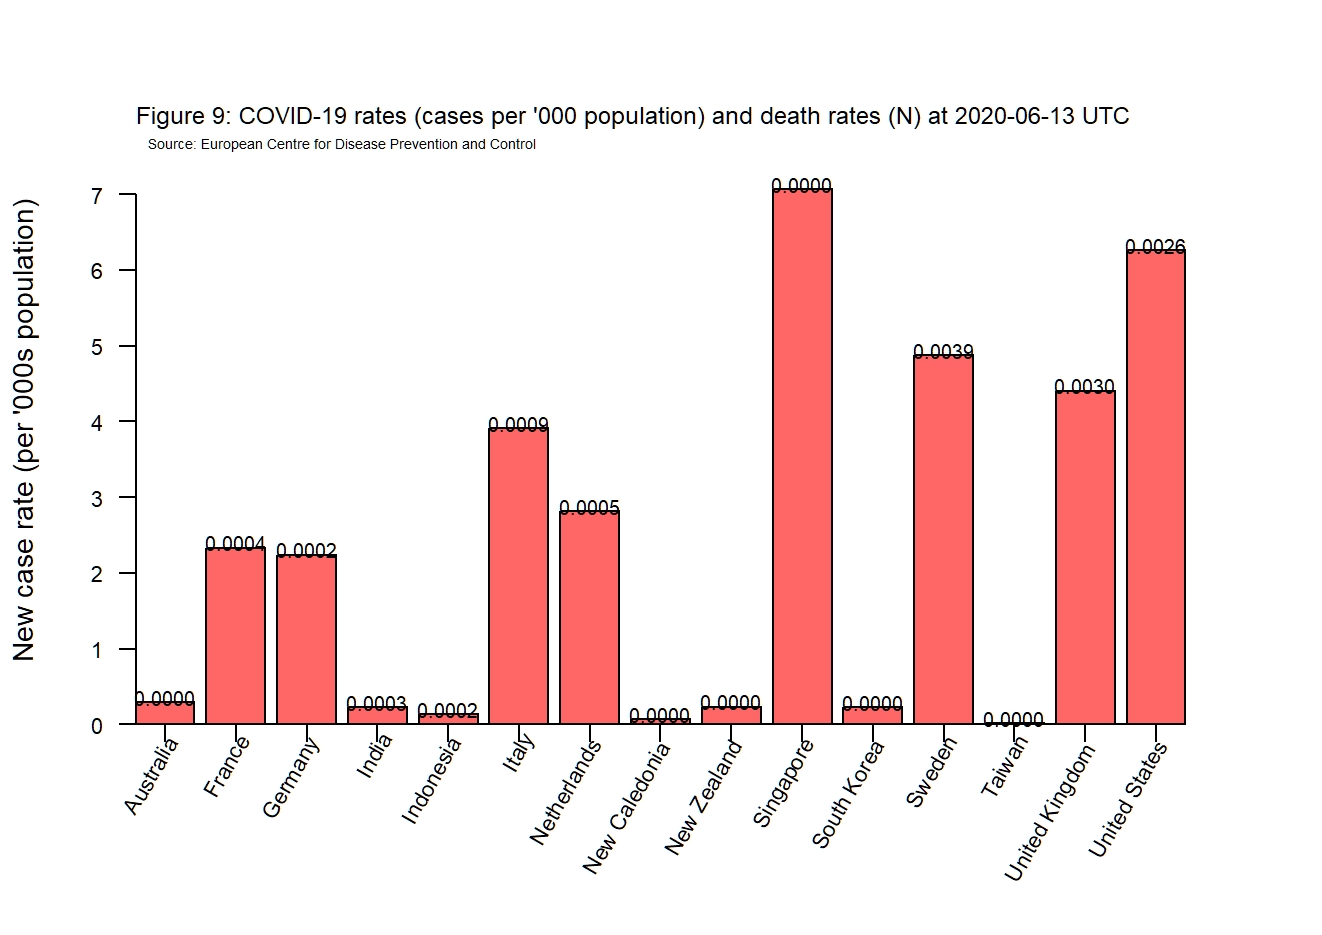 Figure 9: COVID-19 rates (cases per '000 population) and death rates (N) at 2020-06-13 UTC
Source: European Centre for Disease Prevention and Control
New case rate (per '000s population)
7
6
5
4
3
2
1
0
0.0000
0.0004
0.0002
0.0003
0.0002
0.0009
0.0005
0.0000
0.0000
0.0000
0.0000
0.0039
0.0000
0.0030
0.0026
Australia
France
Germany
India
Indonesia
Italy
Netherlands
New Caledonia
New Zealand
Singapore
South Korea
Sweden
Taiwan
United Kingdom
United States